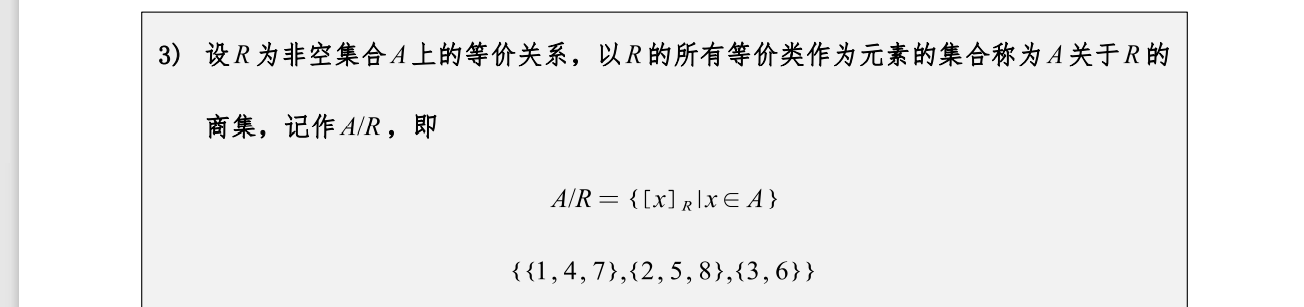 3) 设R为非空集合A上的等价关系，以R的所有等价类作为元素的集合称为A关于R的
商集，记作A/R，即
A/R = {[x]_R|x∈A}
{{1,4,7},{2,5,8},{3,6}}